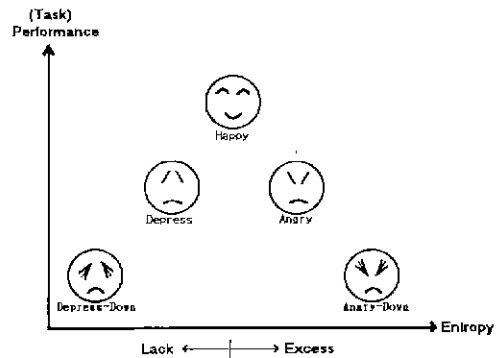 (Task)
Performance
Happy
Depress
Angry
Depress-Down
Angry-Down
Entropy
Lack
Excess